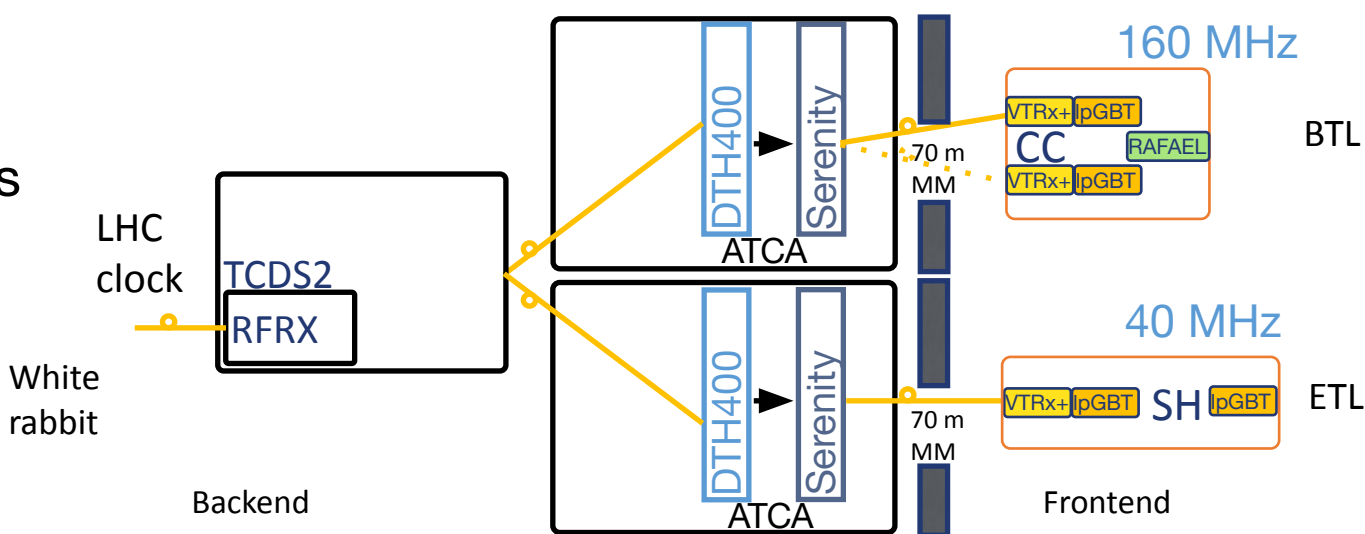 s
LHC
clock
White
rabbit
TCDS2
RFRX
Backend
DTH400
Serenity
ATCA
DTH400
Serenity
ATCA
70 m
MM
70 m
MM
160 MHz
VTRx+ lpGBT
CC
RAFAEL
VTRx+ lpGBT
BTL
40 MHz
VTRx+ lpGBT SH lpGBT
ETL
Frontend